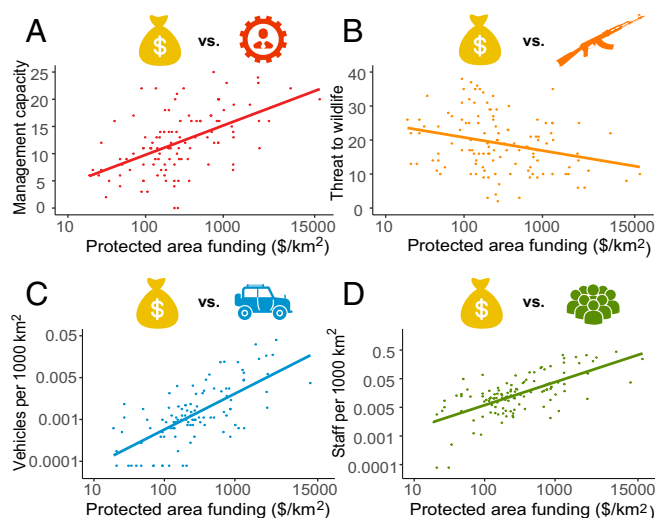 A
$ vs.
Management capacity
25
20
15
10
5
0
10 100 1000 15000
Protected area funding ($/km²)
B
$ vs.
Threat to wildlife
40
30
20
10
0
10 100 1000 15000
Protected area funding ($/km²)
C
$ vs.
Vehicles per 1000 km²
0.05
0.005
0.001
0.0001
10 100 1000 15000
Protected area funding ($/km²)
D
$ vs.
Staff per 1000 km²
0.5
0.05
0.005
0.001
0.0001
10 100 1000 15000
Protected area funding ($/km²)